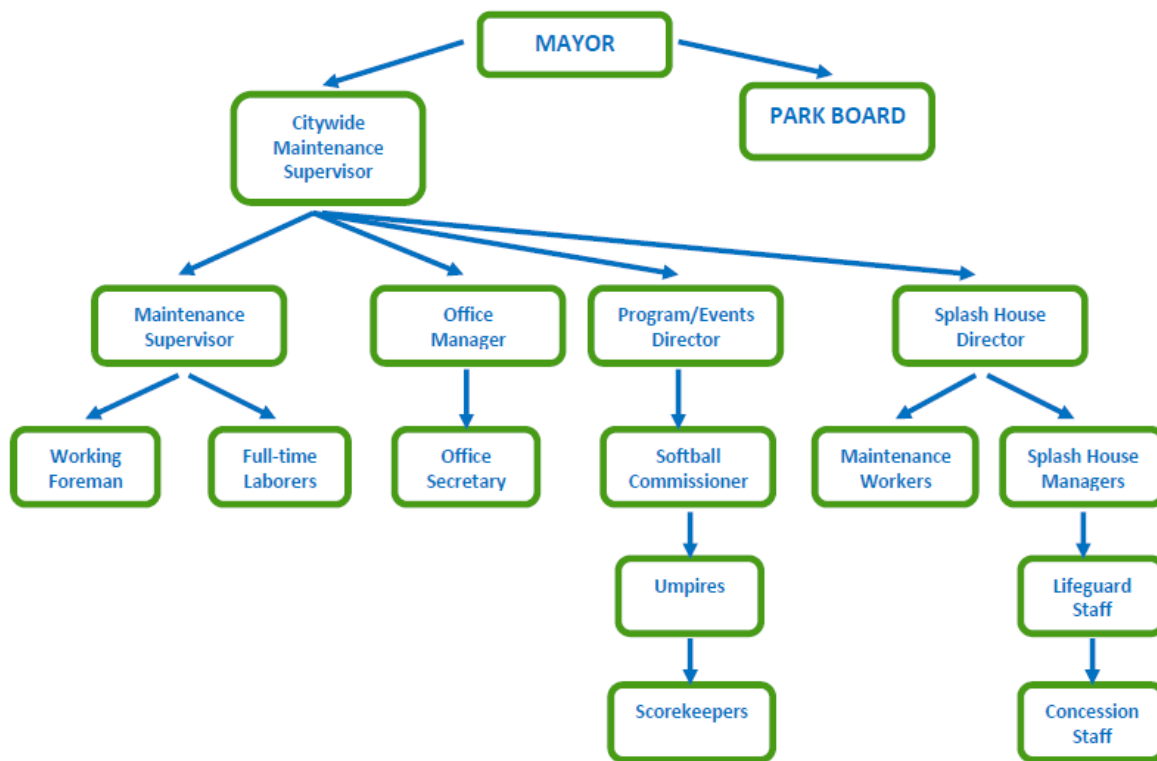 MAYOR
PARK BOARD
Citywide
Maintenance
Supervisor
Maintenance
Supervisor
Office
Manager
Program/Events
Director
Splash House
Director
Working
Foreman
Full-time
Laborers
Office
Secretary
Softball
Commissioner
Maintenance
Workers
Splash House
Managers
Umpires
Lifeguard
Staff
Scorekeepers
Concession
Staff